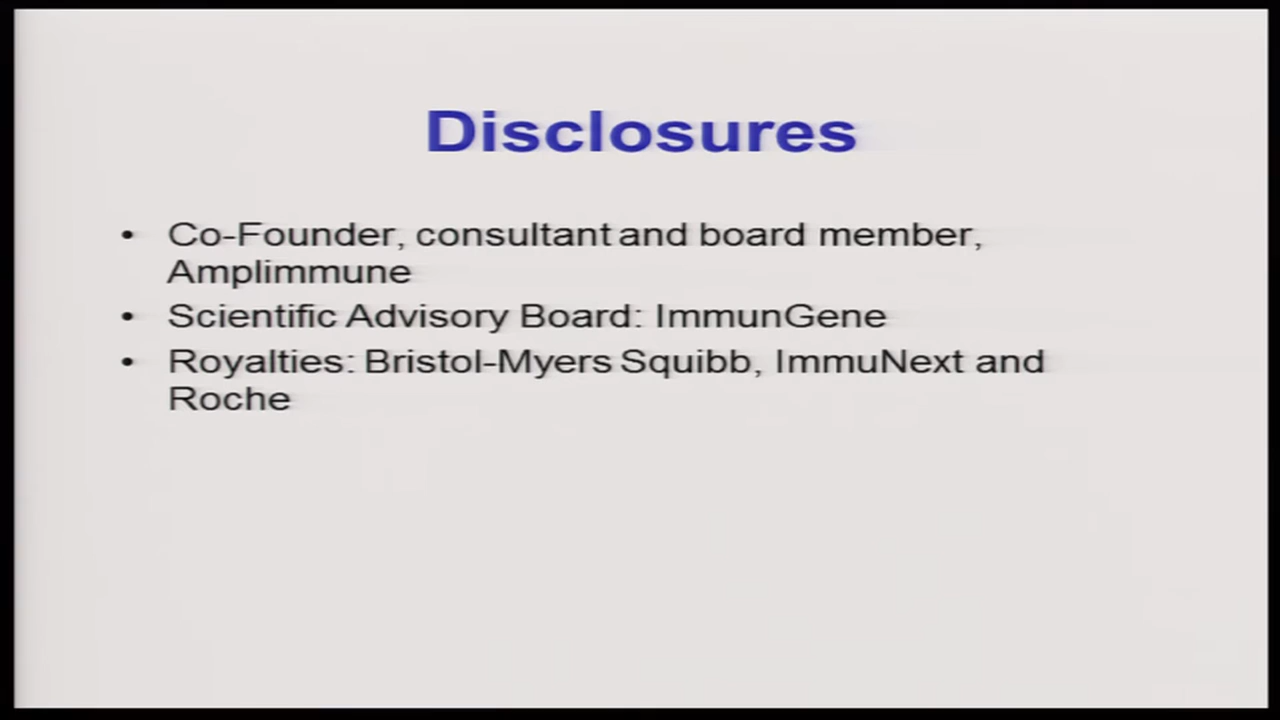 Disclosures
• Co-Founder, consultant and board member,
Amplimmune
• Scientific Advisory Board: ImmunGene
• Royalties: Bristol-Myers Squibb, ImmuNext and
Roche